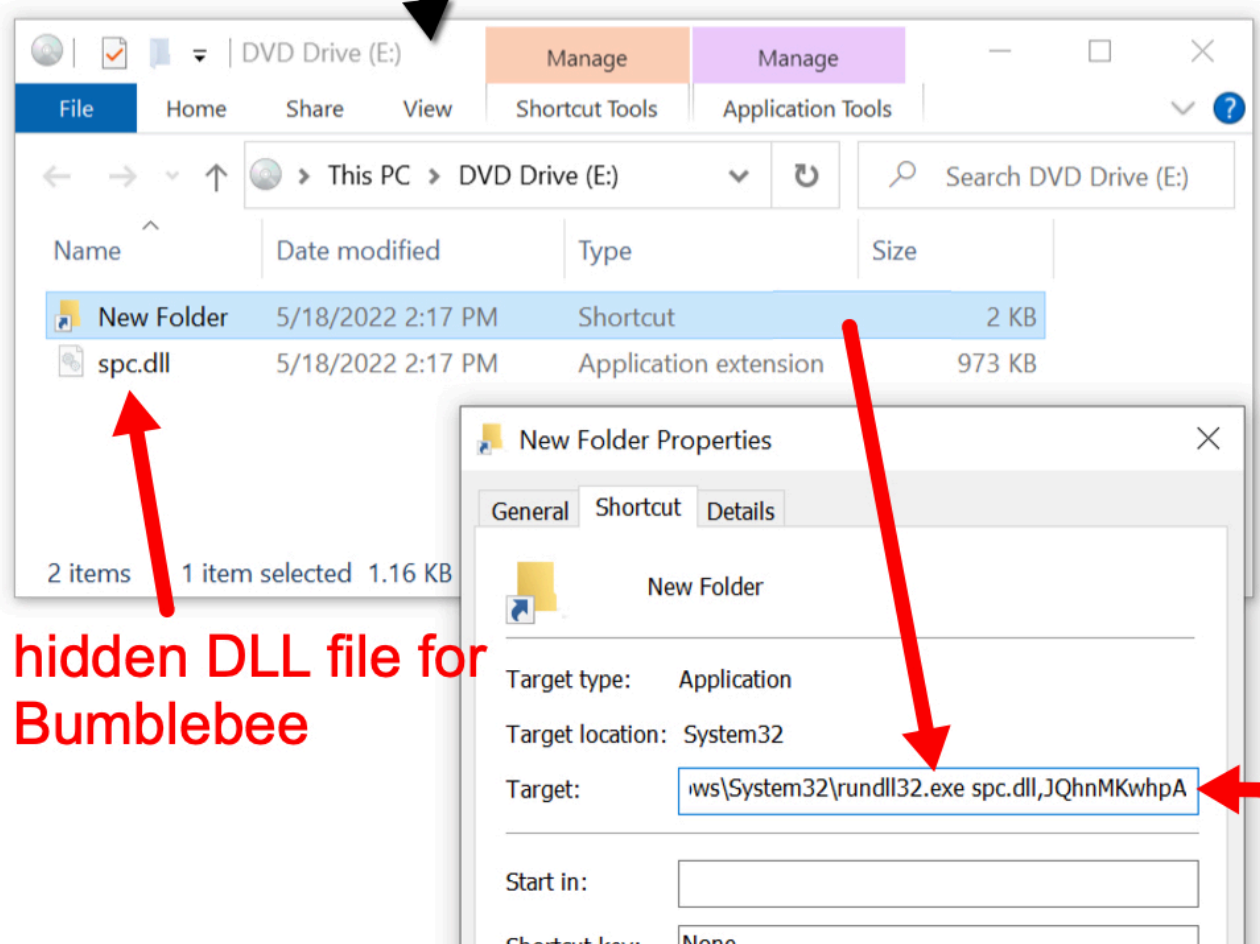 DVD Drive (E:)
Manage
Manage
File Home Share View Shortcut Tools Application Tools
This PC > DVD Drive (E:)
Search DVD Drive (E:)
Name Date modified Type Size
New Folder 5/18/2022 2:17 PM Shortcut 2 KB
spc.dll 5/18/2022 2:17 PM Application extension 973 KB
New Folder Properties
General Shortcut Details
2 items 1 item selected 1.16 KB
New Folder
hidden DLL file for
Bumblebee
Target type: Application
Target location: System32
Target: ws\System32\rundll32.exe spc.dll,JQhnMKwhpA
Start in:
Shortcut key: None